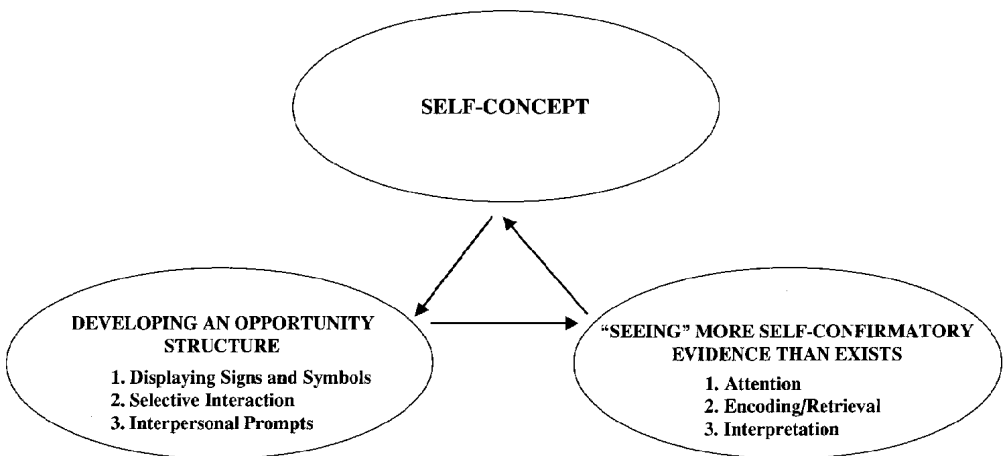 SELF-CONCEPT
DEVELOPING AN OPPORTUNITY
STRUCTURE
1. Displaying Signs and Symbols
2. Selective Interaction
3. Interpersonal Prompts
“SEEING” MORE SELF-CONFIRMATORY
EVIDENCE THAN EXISTS
1. Attention
2. Encoding/Retrieval
3. Interpretation